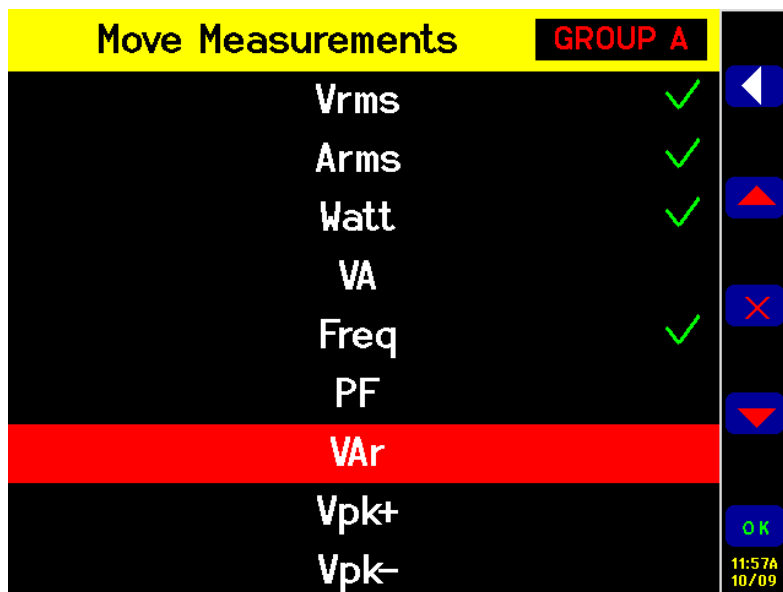 Move Measurements GROUP A
Vrms
Arms
Watt
VA
Freq
PF
VAr
Vpk+
Vpk-
OK
11:57A
10/09